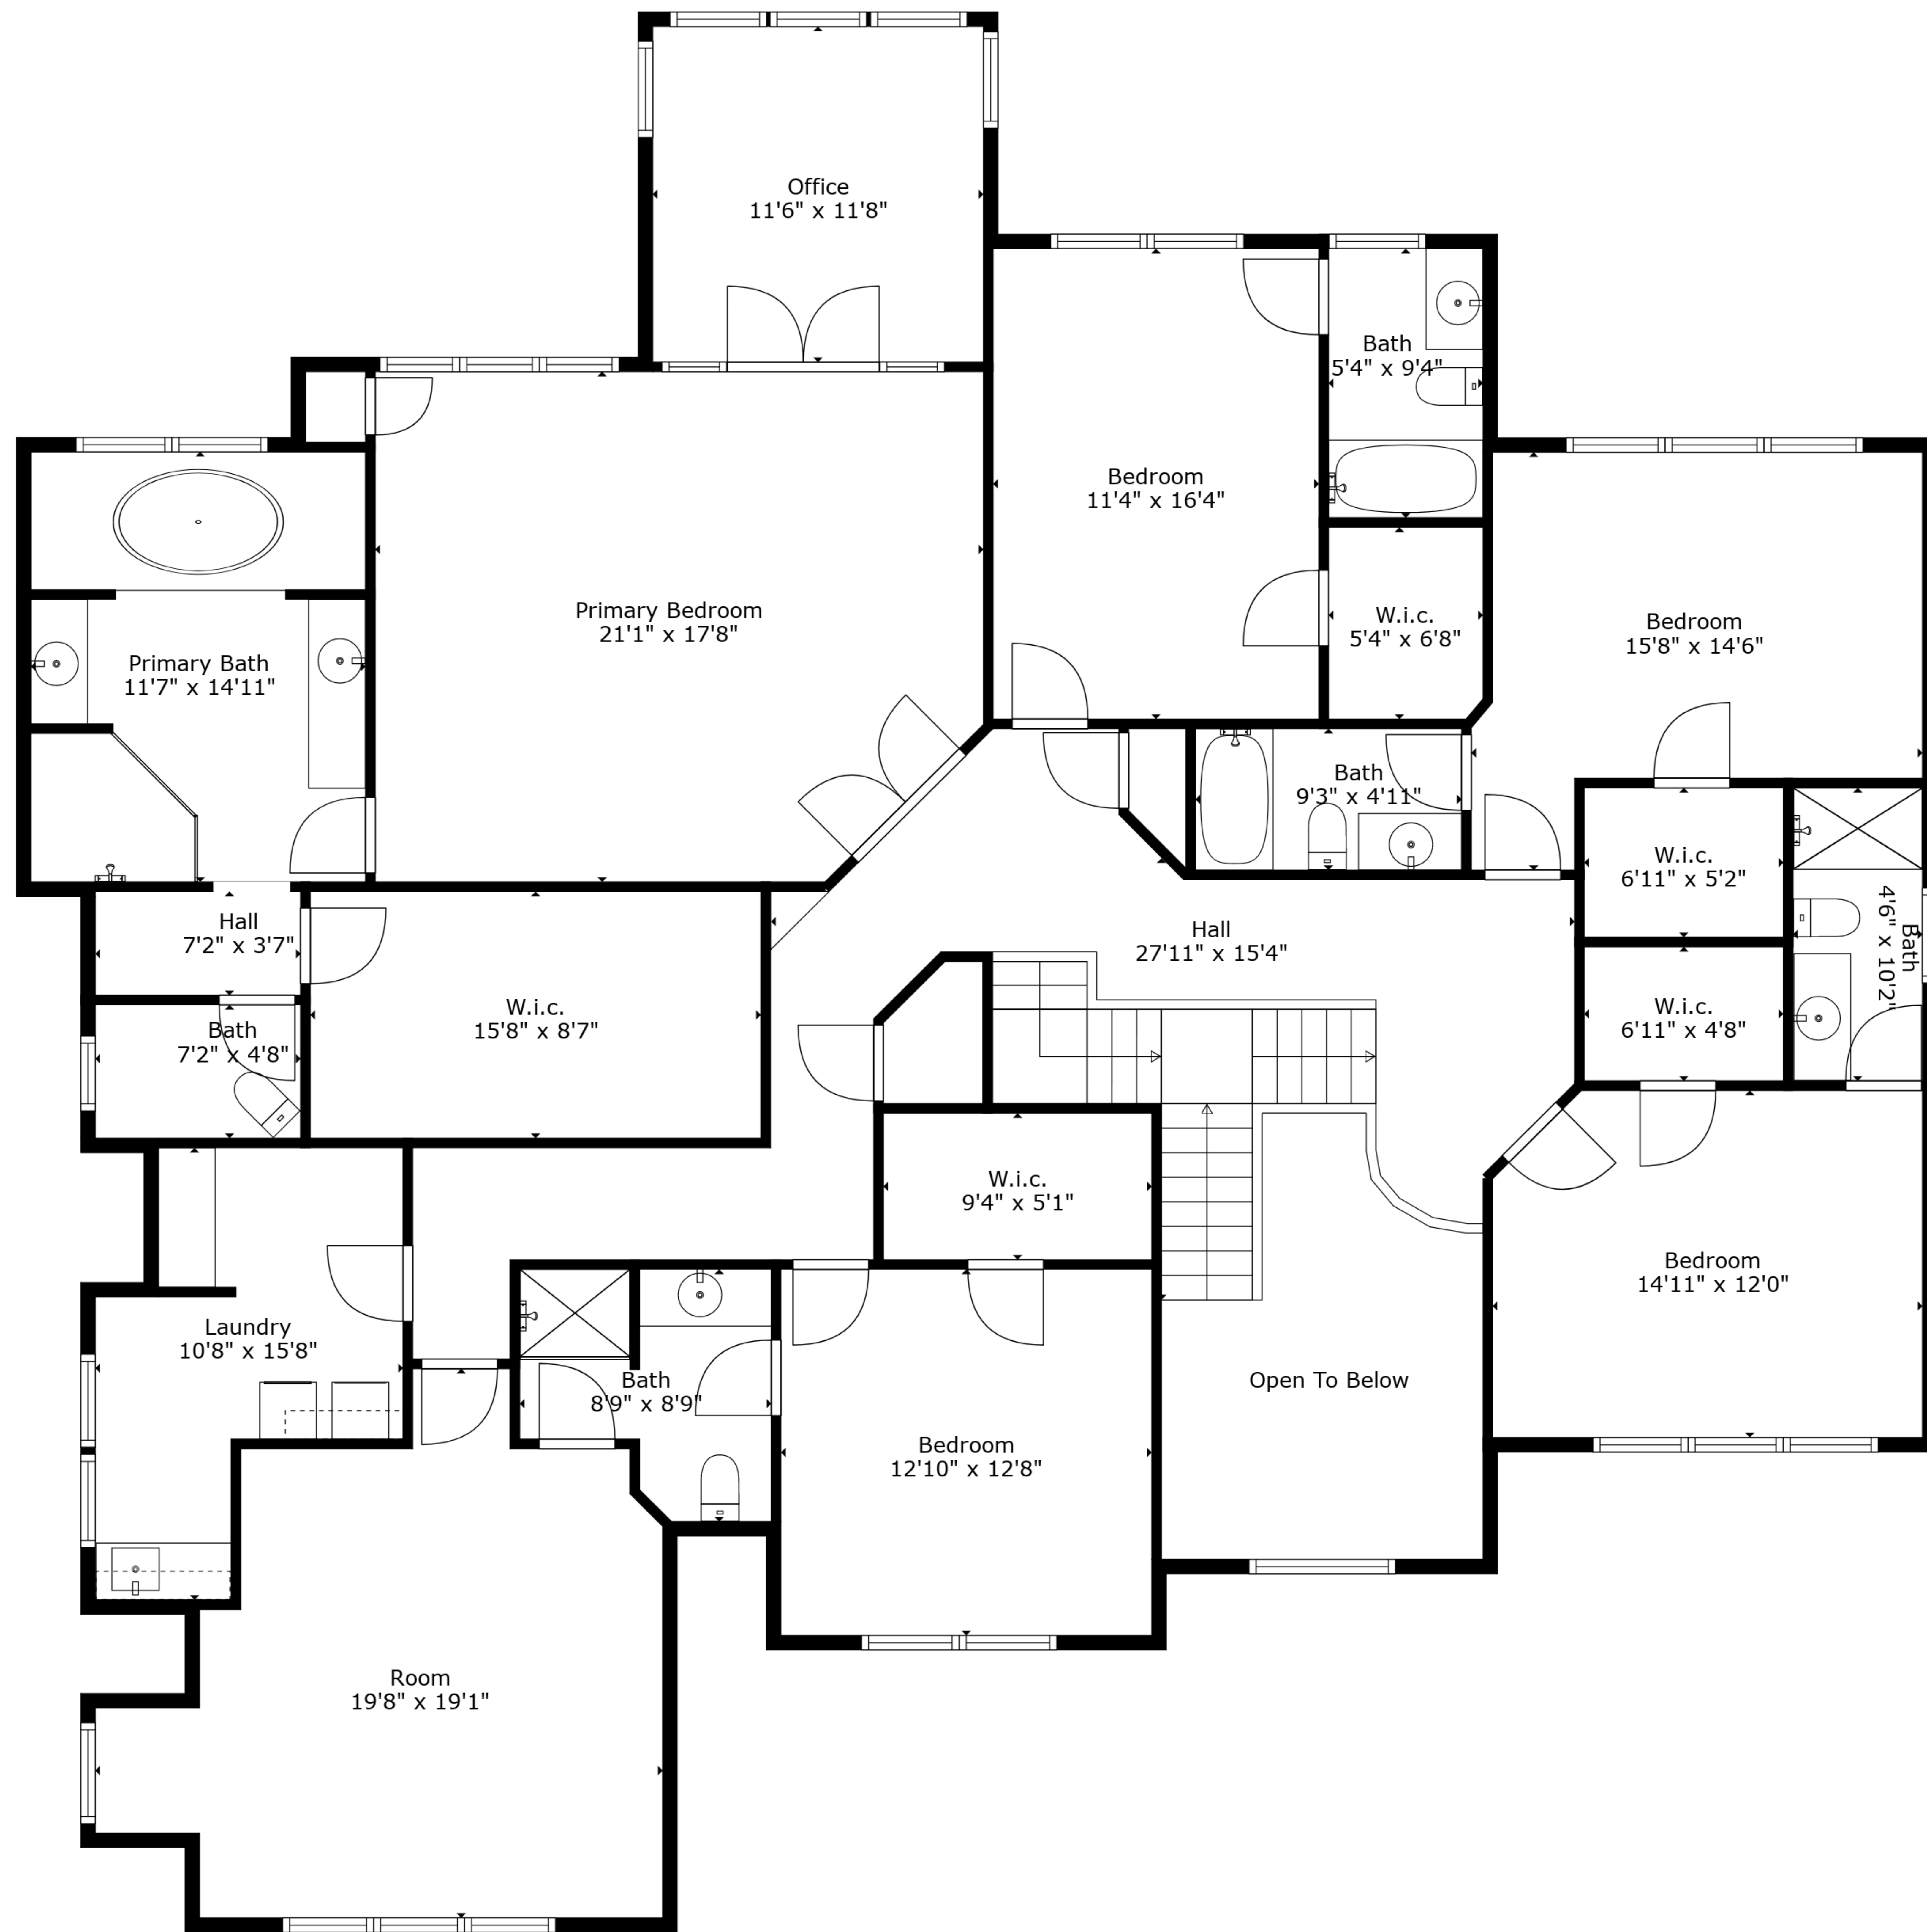 Office
11'6" x 11'8"
Bath
5'4" x 9'4"
Bedroom
11'4" x 16'4"
Primary Bedroom
21'1" x 17'8"
W.i.c.
5'4" x 6'8"
Bedroom
15'8" x 14'6"
Primary Bath
11'7" x 14'11"
Bath
9'3" x 4'11"
W.i.c.
6'11" x 5'2"
Hall
7'2" x 3'7"
Hall
27'11" x 15'4"
Bath
4'6" x 10'2"
W.i.c.
15'8" x 8'7"
W.i.c.
6'11" x 4'8"
Bath
7'2" x 4'8"
W.i.c.
9'4" x 5'1"
Bedroom
14'11" x 12'0"
Laundry
10'8" x 15'8"
Bath
8'9" x 8'9"
Open To Below
Bedroom
12'10" x 12'8"
Room
19'8" x 19'1"